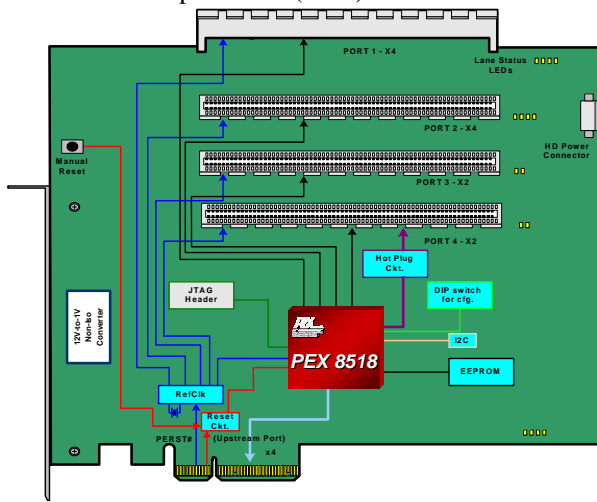 PORT 1 - X4
Lane Status
LEDs
PORT 2 - X4
HD Power
Connector
Manual
Reset
PORT 3 - X2
PORT 4 - X2
Hot Plug
Ckt.
JTAG
Header
DIP switch
for cfg.
12V-to-1V
Non-Iso
Converter
PEX 8518
I2C
EEPROM
RefClk
Reset
Ckt.
PERST#
(Upstream Port)
x4